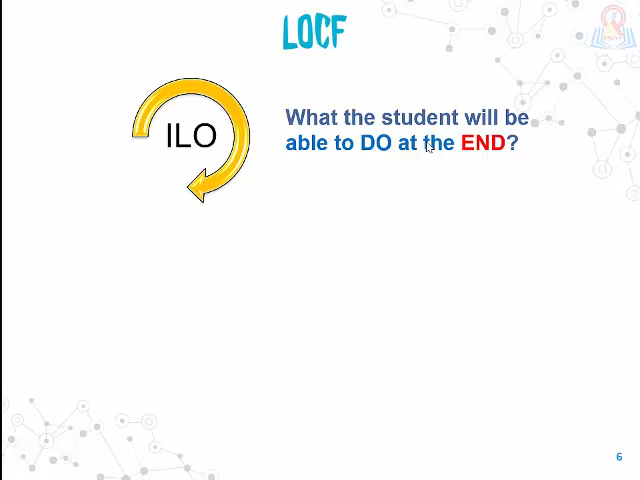 LOCF
ILO
What the student will be
able to DO at the END?
6